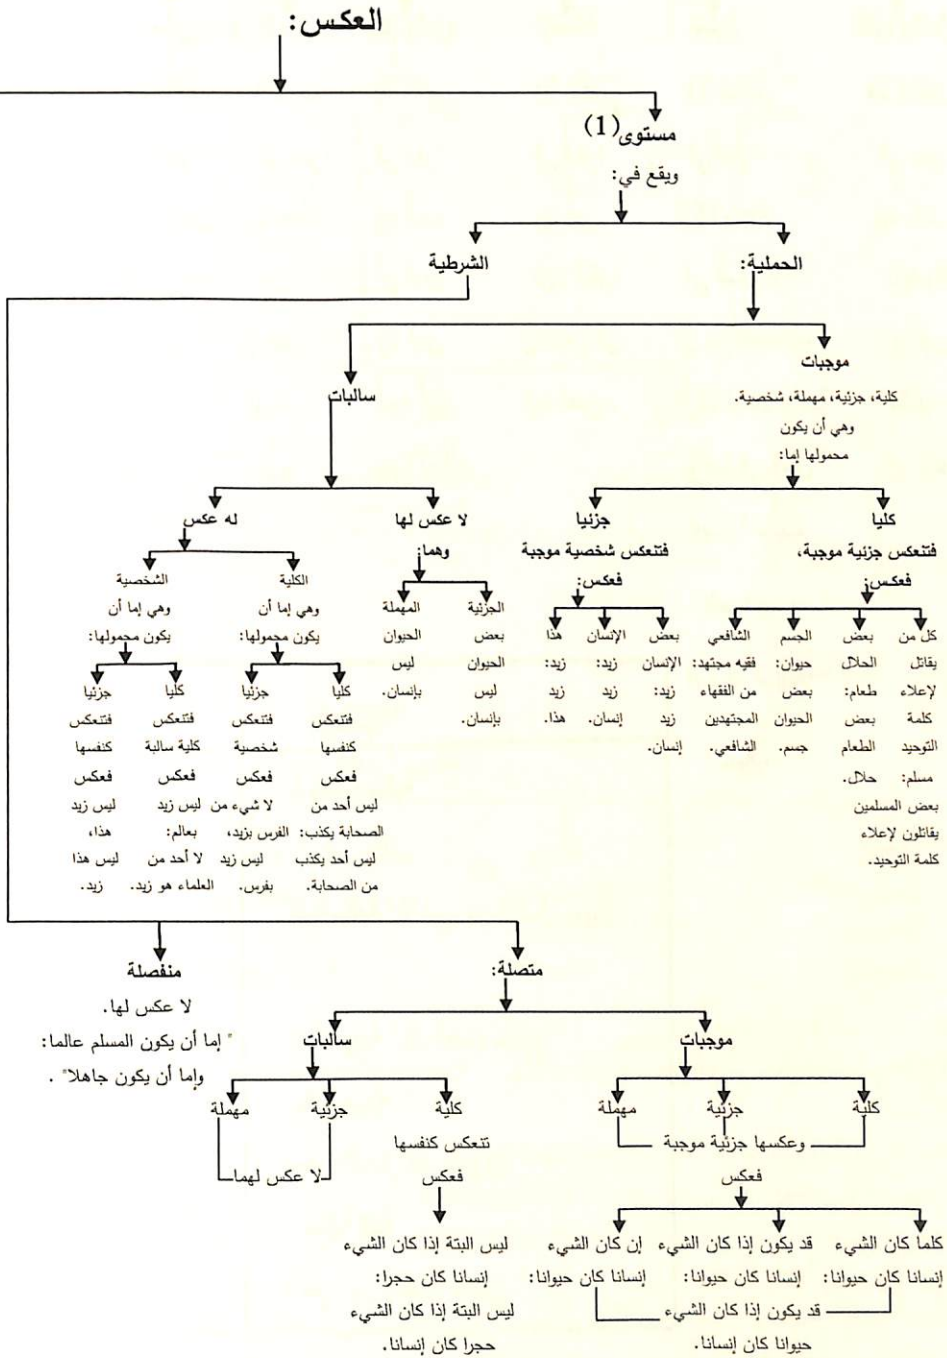 العكس:
مستوى(1)
ويقع في:
الحملية:
الشرطية
موجبات
كلية، جزئية، مهملة، شخصية.
وهي أن يكون
محمولها إما:
كليا
فتنعكس جزئية موجبة،
فعكس:
كل من
يقاتل
لإعلاء
كلمة
التوحيد
مسلم:
بعض المسلمين
يقاتلون لإعلاء
كلمة التوحيد.
بعض
الحلال
طعام:
بعض
الطعام
حلال.
الجسم
حيوان:
بعض
الحيوان
جسم.
الشافعي
فقيه مجتهد:
من الفقهاء
المجتهدين
الشافعي.
جزئيا
فتنعكس شخصية موجبة
فعكس:
بعض
الإنسان
زيد:
زيد
إنسان.
الإنسان
زيد:
زيد
إنسان.
هذا
زيد:
زيد
هذا.
سالبات
لا عكس لها
وهما:
الجزئية
بعض
الحيوان
ليس
بإنسان.
المهملة
الحيوان
ليس
بإنسان.
له عكس
الكلية
وهي إما أن
يكون محمولها:
كليا
فتنعكس
كنفسها
فعكس
ليس أحد من
الصحابة يكذب:
ليس أحد يكذب
من الصحابة.
جزئيا
فتنعكس
شخصية
فعكس
لا شيء من
الفرس بزيد،
ليس زيد
بفرس.
الشخصية
وهي إما أن
يكون محمولها:
كليا
فتنعكس
كلية سالبة
فعكس
ليس زيد
بعالم:
لا أحد من
العلماء هو زيد.
جزئيا
فتنعكس
كنفسها
فعكس
ليس زيد
هذا،
ليس هذا
زيد.
متصلة:
موجبات
كلية
جزئية
مهملة
وعكسها جزئية موجبة
فعكس
كلما كان الشيء
إنسانا كان حيوانا:
قد يكون إذا كان الشيء
إنسانا كان حيوانا:
إن كان الشيء
إنسانا كان حيوانا:
قد يكون إذا كان الشيء
حيوانا كان إنسانا.
سالبات
كلية
تنعكس كنفسها
فعكس
ليس البتة إذا كان الشيء
إنسانا كان حجرا:
ليس البتة إذا كان الشيء
حجرا كان إنسانا.
جزئية
مهملة
لا عكس لهما
منفصلة
لا عكس لها.
" إما أن يكون المسلم عالما:
وإما أن يكون جاهلا" .